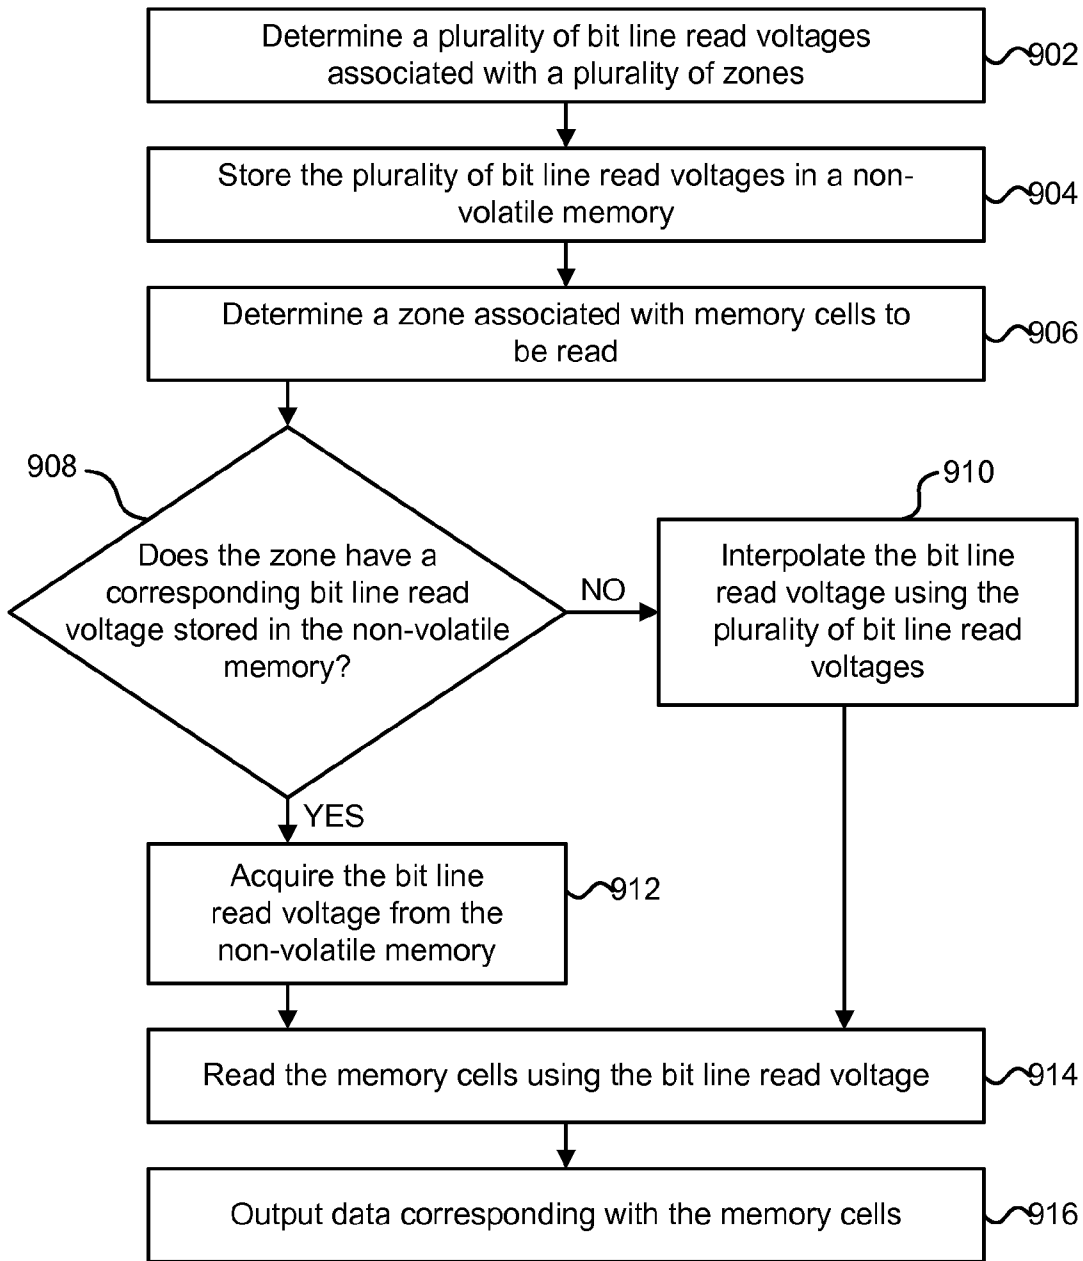 Determine a plurality of bit line read voltages
associated with a plurality of zones
902
Store the plurality of bit line read voltages in a non-
volatile memory
904
Determine a zone associated with memory cells to
be read
906
908
Does the zone have a
corresponding bit line read
voltage stored in the non-volatile
memory?
NO
910
Interpolate the bit line
read voltage using the
plurality of bit line read
voltages
YES
Acquire the bit line
read voltage from the
non-volatile memory
912
Read the memory cells using the bit line read voltage
914
Output data corresponding with the memory cells
916